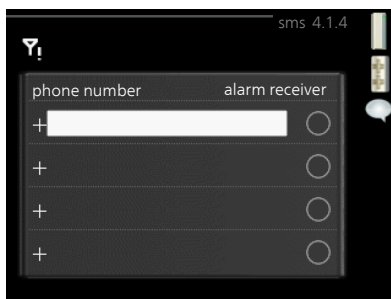 sms 4.1.4
phone number alarm receiver
+
+
+
+